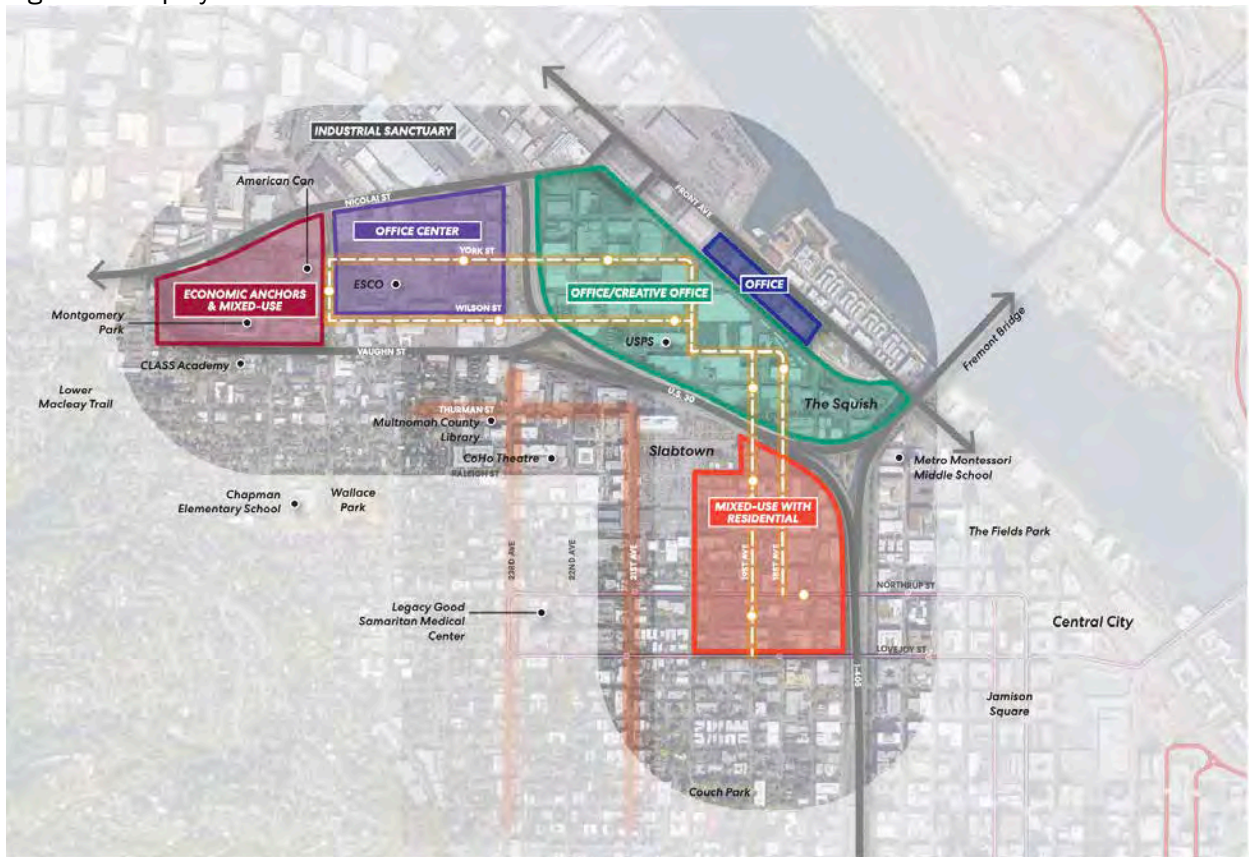 INDUSTRIAL SANCTUARY
American Can
NICOLAI ST
FRONT AVE
OFFICE CENTER
YORK ST
ESCO
ECONOMIC ANCHORS
& MIXED-USE
OFFICE/CREATIVE OFFICE
OFFICE
WILSON ST
Montgomery
Park
USPS
VAUGHN ST
CLASS Academy
Fremont Bridge
Lower
Macleay Trail
U.S. 30
The Squish
THURMAN ST
Multnomah County
Library
Slabtown
CoHo Theatre
RALEIGH ST
Metro Montessori
Middle School
Chapman
Elementary School
Wallace
Park
MIXED-USE WITH
RESIDENTIAL
The Fields Park
23RD AVE
22ND AVE
21ST AVE
19ST AVE
18ST AVE
NORTHRUP ST
Legacy Good
Samaritan Medical
Center
Central City
LOVEJOY ST
I-405
Jamison
Square
Couch Park